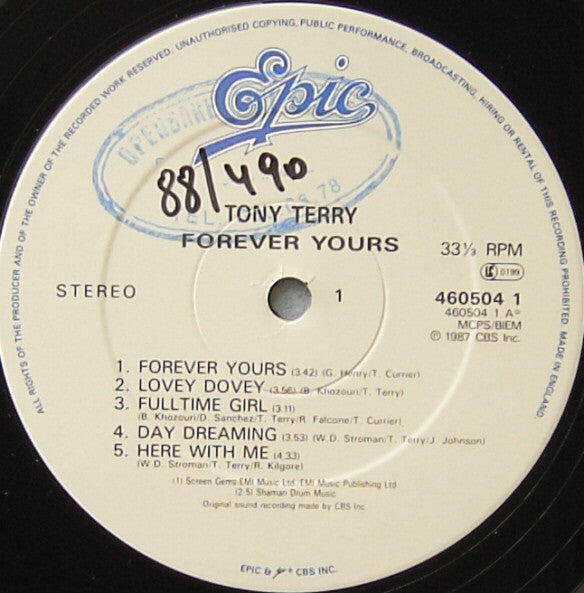 ALL RIGHTS OF THE PRODUCER AND OF THE OWNER OF THE RECORDED WORK RESERVED. UNAUTHORISED COPYING, PUBLIC PERFORMANCE, BROADCASTING, HIRING OR RENTAL OF THIS RECORDING PROHIBITED. MADE IN ENGLAND.
Epic
88/490
TONY TERRY
FOREVER YOURS
33⅓ RPM
0199
STEREO
1
460504 1
460504 1 A*
MCPS/BIEM
℗ 1987 CBS Inc.
1. FOREVER YOURS (3.42) (G. Henry/T. Currier)
2. LOVEY DOVEY (3.56) (B. Khozouri/T. Terry)
3. FULLTIME GIRL (3.11)
(B. Khozouri/D. Sanchez/T. Terry/R. Falcone/T. Currier)
4. DAY DREAMING (3.53) (W.D. Stroman/T. Terry/J. Johnson)
5. HERE WITH ME (4.33)
(W.D. Stroman/T. Terry/R. Kilgore)
(1) Screen Gems-EMI Music Ltd./EMI Music Publishing Ltd
(2-5) Shaman Drum Music
Original sound recording made by CBS Inc.
EPIC & CBS INC.